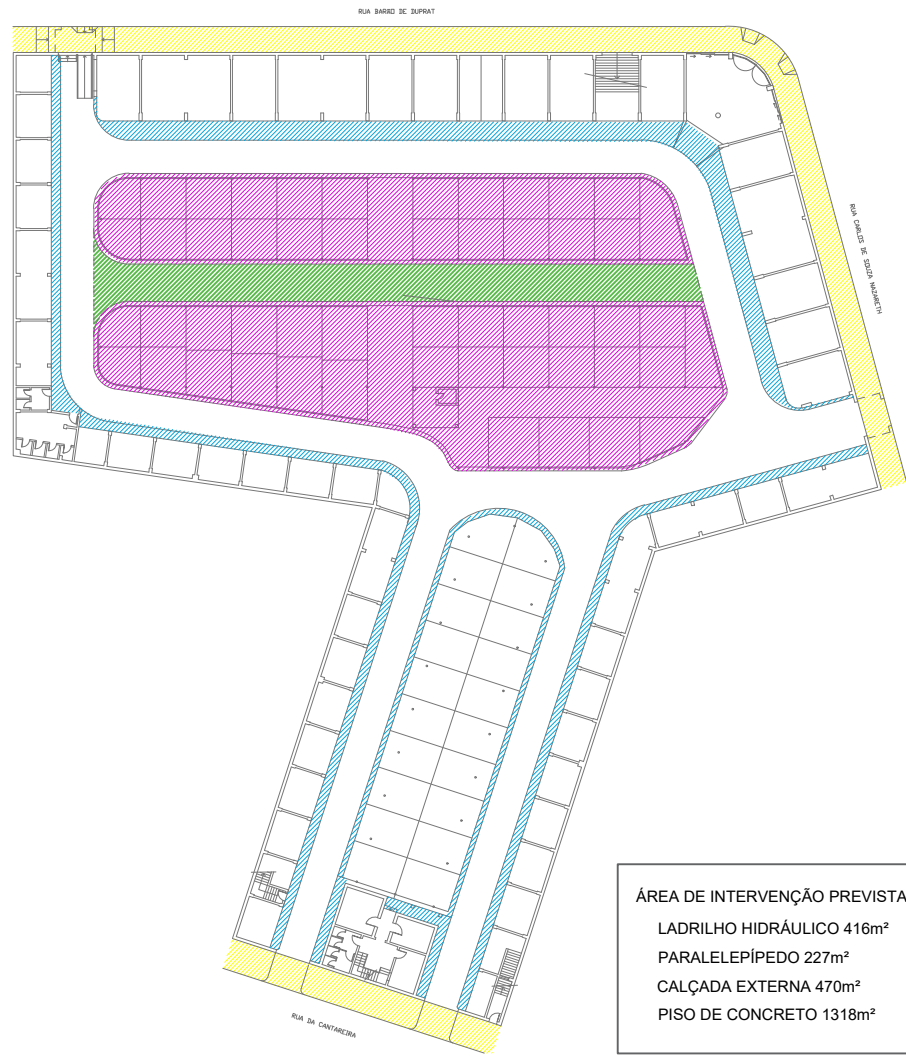 RUA BARÃO DE DUPRAT
RUA CARLOS DE SOUZA NAZARETH
RUA DA CANTAREIRA
ÁREA DE INTERVENÇÃO PREVISTA
LADRILHO HIDRÁULICO 416m²
PARALELEPÍPEDO 227m²
CALÇADA EXTERNA 470m²
PISO DE CONCRETO 1318m²